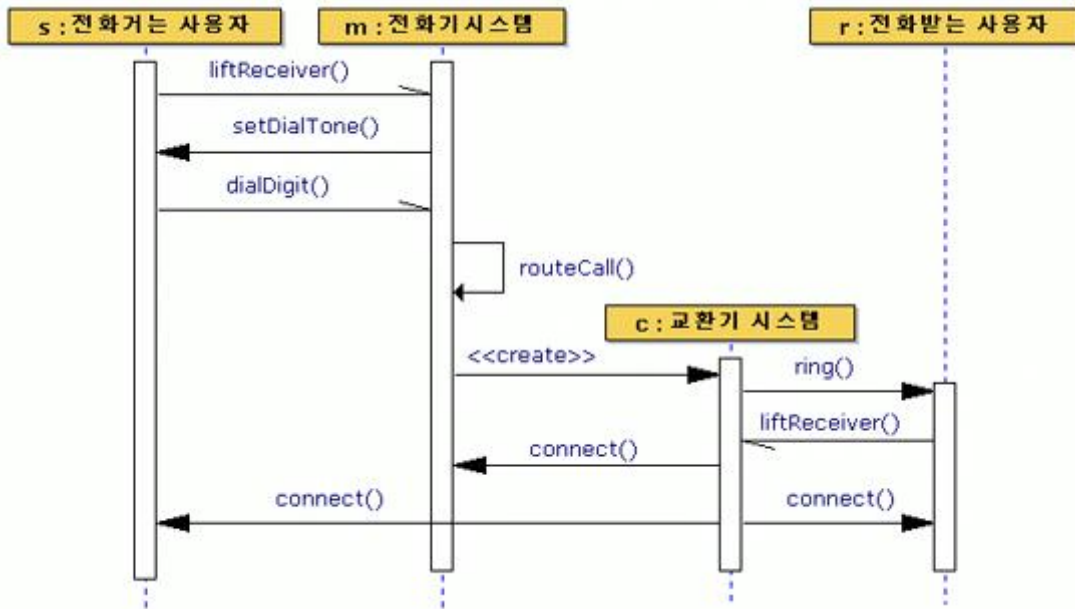 s : 전화거는 사용자
m : 전화기시스템
r : 전화받는 사용자
liftReceiver()
setDialTone()
dialDigit()
routeCall()
c : 교환기 시스템
<<create>>
ring()
liftReceiver()
connect()
connect()
connect()